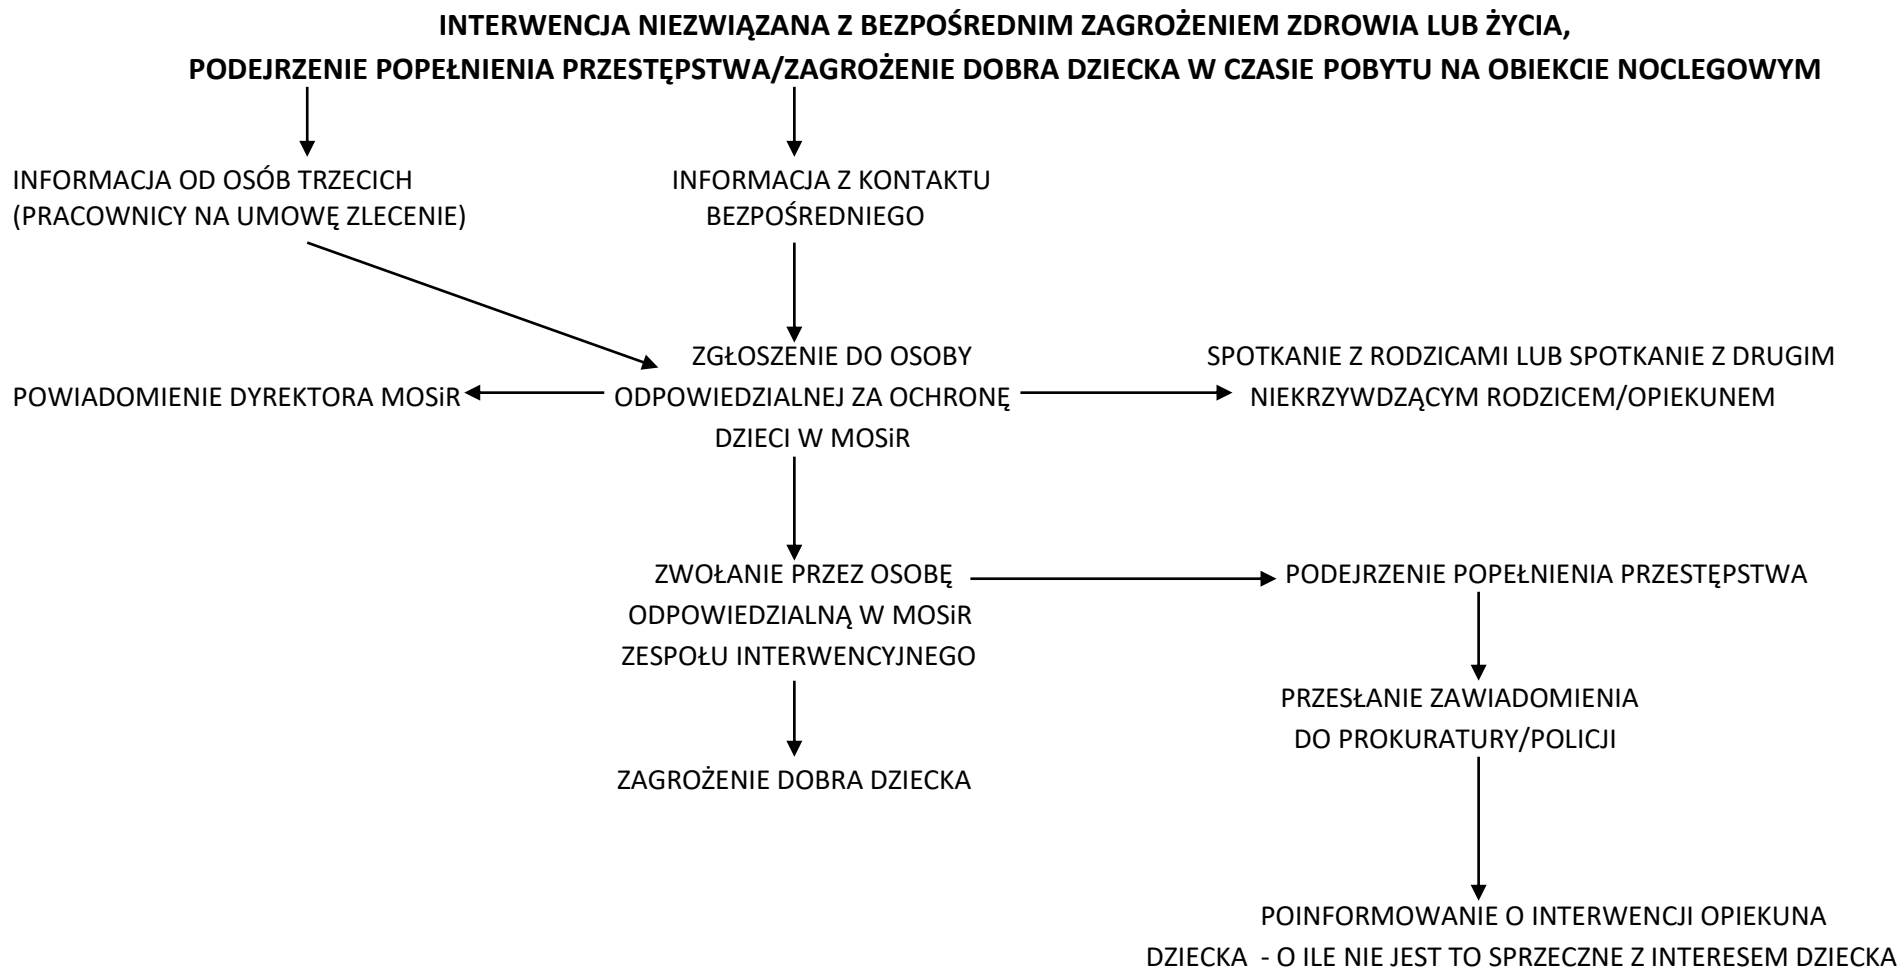 INTERWENCJA NIEZWIĄZANA Z BEZPOŚREDNIM ZAGROŻENIEM ZDROWIA LUB ŻYCIA,
PODEJRZENIE POPEŁNIENIA PRZESTĘPSTWA/ZAGROŻENIE DOBRA DZIECKA W CZASIE POBYTU NA OBIEKCIE NOCLEGOWYM
INFORMACJA OD OSÓB TRZECICH
(PRACOWNICY NA UMOWĘ ZLECENIE)
INFORMACJA Z KONTAKTU
BEZPOŚREDNIEGO
POWIADOMIENIE DYREKTORA MOSiR
ZGŁOSZENIE DO OSOBY
ODPOWIEDZIALNEJ ZA OCHRONĘ
DZIECI W MOSiR
SPOTKANIE Z RODZICAMI LUB SPOTKANIE Z DRUGIM
NIEKRZYWDZĄCYM RODZICEM/OPIEKUNEM
ZWOŁANIE PRZEZ OSOBĘ
ODPOWIEDZIALNĄ W MOSiR
ZESPOŁU INTERWENCYJNEGO
PODEJRZENIE POPEŁNIENIA PRZESTĘPSTWA
PRZESŁANIE ZAWIADOMIENIA
DO PROKURATURY/POLICJI
ZAGROŻENIE DOBRA DZIECKA
POINFORMOWANIE O INTERWENCJI OPIEKUNA
DZIECKA - O ILE NIE JEST TO SPRZECZNE Z INTERESEM DZIECKA